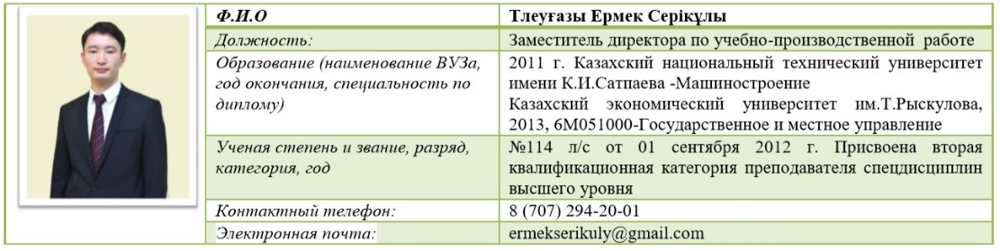 Ф.И.О
Тлеуғазы Ермек Серікұлы
Должность:
Заместитель директора по учебно-производственной работе
Образование (наименование ВУЗа,
год окончания, специальность по
диплому)
2011 г. Казахский национальный технический университет
имени К.И.Сатпаева -Машиностроение
Казахский экономический университет им.Т.Рыскулова,
2013, 6М051000-Государственное и местное управление
Ученая степень и звание, разряд,
категория, год
№114 л/с от 01 сентября 2012 г. Присвоена вторая
квалификационная категория преподавателя спецдисциплин
высшего уровня
Контактный телефон:
8 (707) 294-20-01
Электронная почта:
ermekserikuly@gmail.com